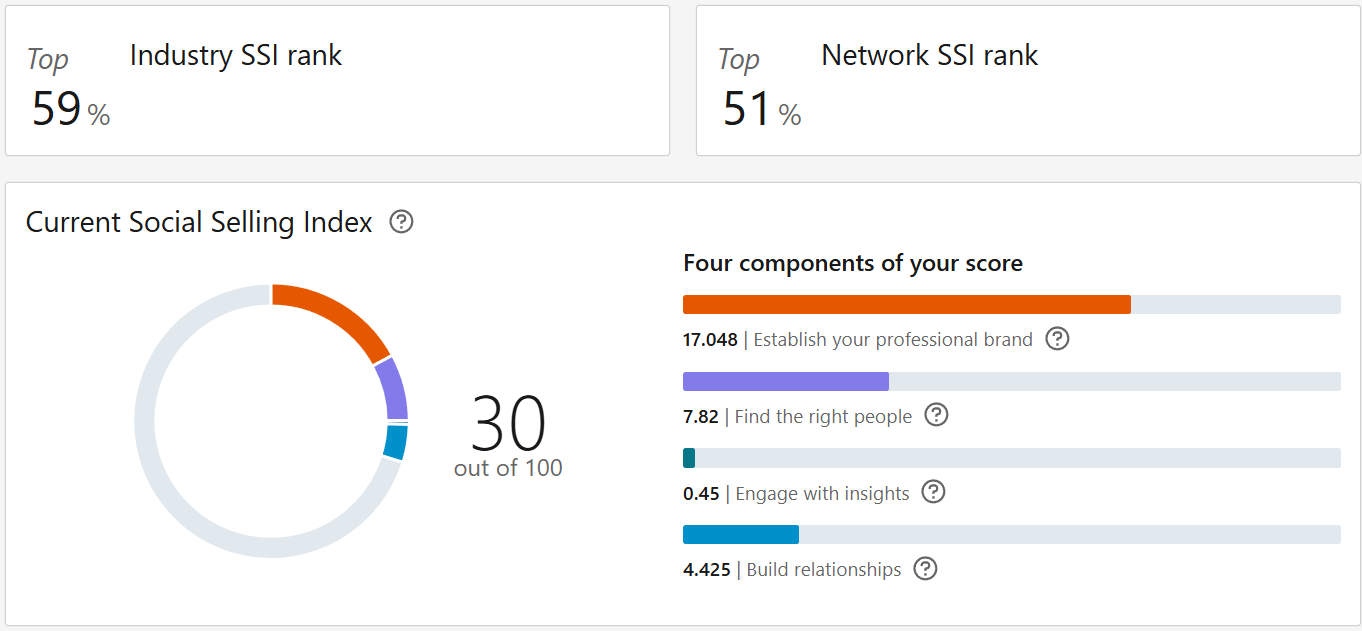 Top
Industry SSI rank
59 %
Top
Network SSI rank
51 %
Current Social Selling Index ?
30
out of 100
Four components of your score
17.048 | Establish your professional brand ?
7.82 | Find the right people ?
0.45 | Engage with insights ?
4.425 | Build relationships ?